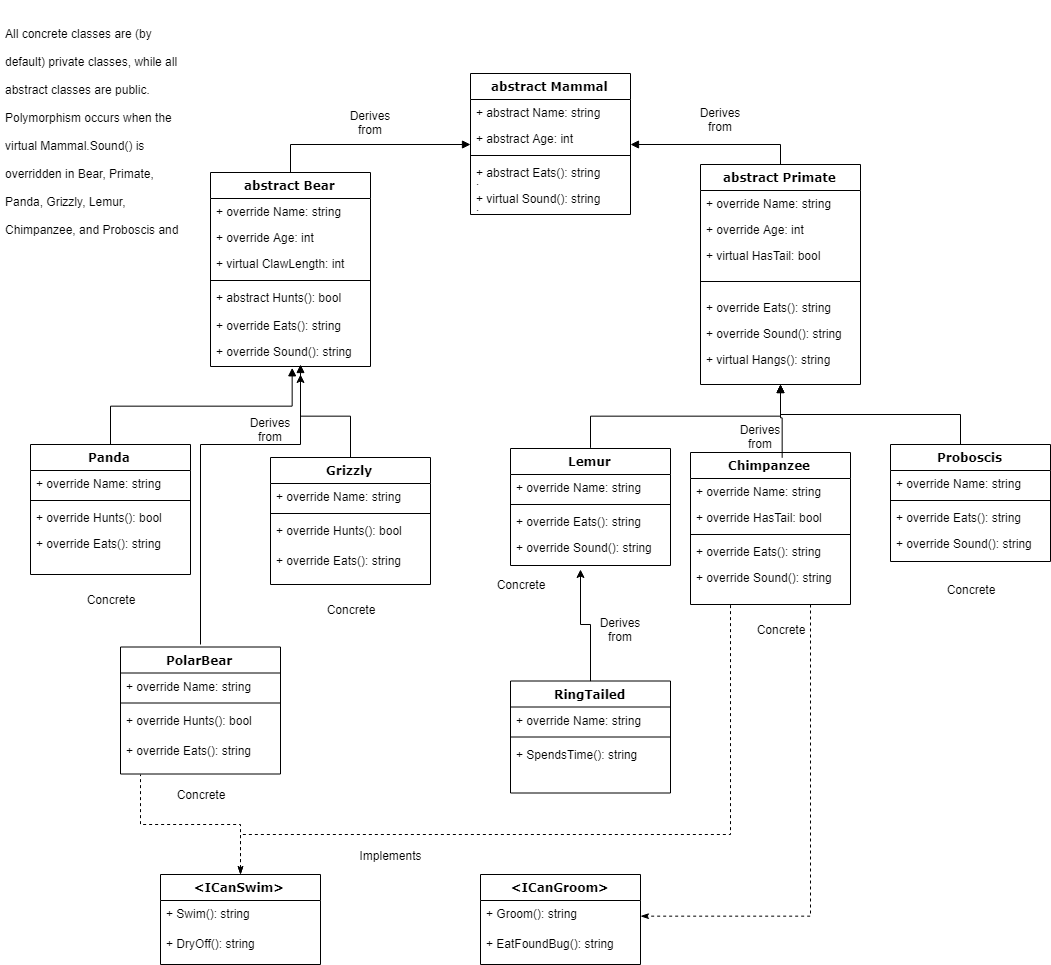 All concrete classes are (by
default) private classes, while all
abstract classes are public.
Polymorphism occurs when the
virtual Mammal.Sound() is
overridden in Bear, Primate,
Panda, Grizzly, Lemur,
Chimpanzee, and Proboscis and
abstract Mammal
+ abstract Name: string
+ abstract Age: int
+ abstract Eats(): string
+ virtual Sound(): string
Derives
from
Derives
from
abstract Bear
+ override Name: string
+ override Age: int
+ virtual ClawLength: int
+ abstract Hunts(): bool
+ override Eats(): string
+ override Sound(): string
abstract Primate
+ override Name: string
+ override Age: int
+ virtual HasTail: bool
+ override Eats(): string
+ override Sound(): string
+ virtual Hangs(): string
Derives
from
Derives
from
Panda
+ override Name: string
+ override Hunts(): bool
+ override Eats(): string
Concrete
Grizzly
+ override Name: string
+ override Hunts(): bool
+ override Eats(): string
Concrete
Lemur
+ override Name: string
+ override Eats(): string
+ override Sound(): string
Concrete
Chimpanzee
+ override Name: string
+ override HasTail: bool
+ override Eats(): string
+ override Sound(): string
Concrete
Proboscis
+ override Name: string
+ override Eats(): string
+ override Sound(): string
Concrete
Derives
from
PolarBear
+ override Name: string
+ override Hunts(): bool
+ override Eats(): string
Concrete
RingTailed
+ override Name: string
+ SpendsTime(): string
Implements
<ICanSwim>
+ Swim(): string
+ DryOff(): string
<ICanGroom>
+ Groom(): string
+ EatFoundBug(): string